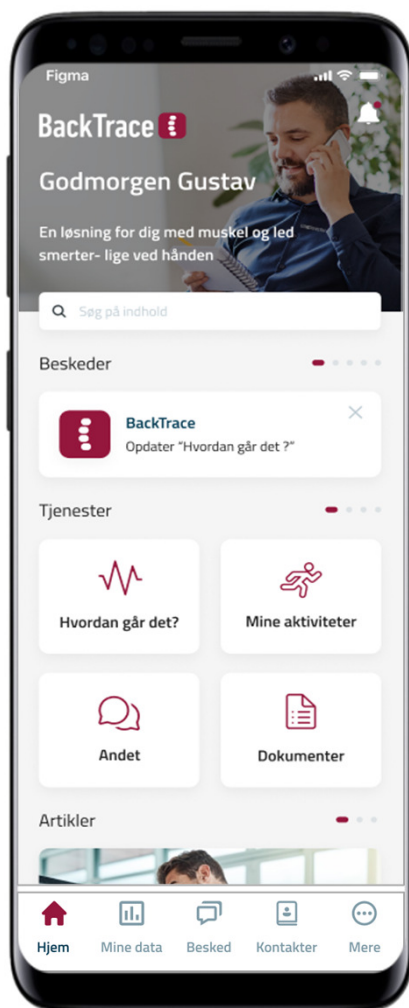 Figma
BackTrace
Godmorgen Gustav
En løsning for dig med muskel og led
smerter- lige ved hånden
Søg på indhold
Beskeder
BackTrace
Opdater “Hvordan går det ?”
Tjenester
Hvordan går det?
Mine aktiviteter
Andet
Dokumenter
Artikler
Hjem
Mine data
Besked
Kontakter
Mere